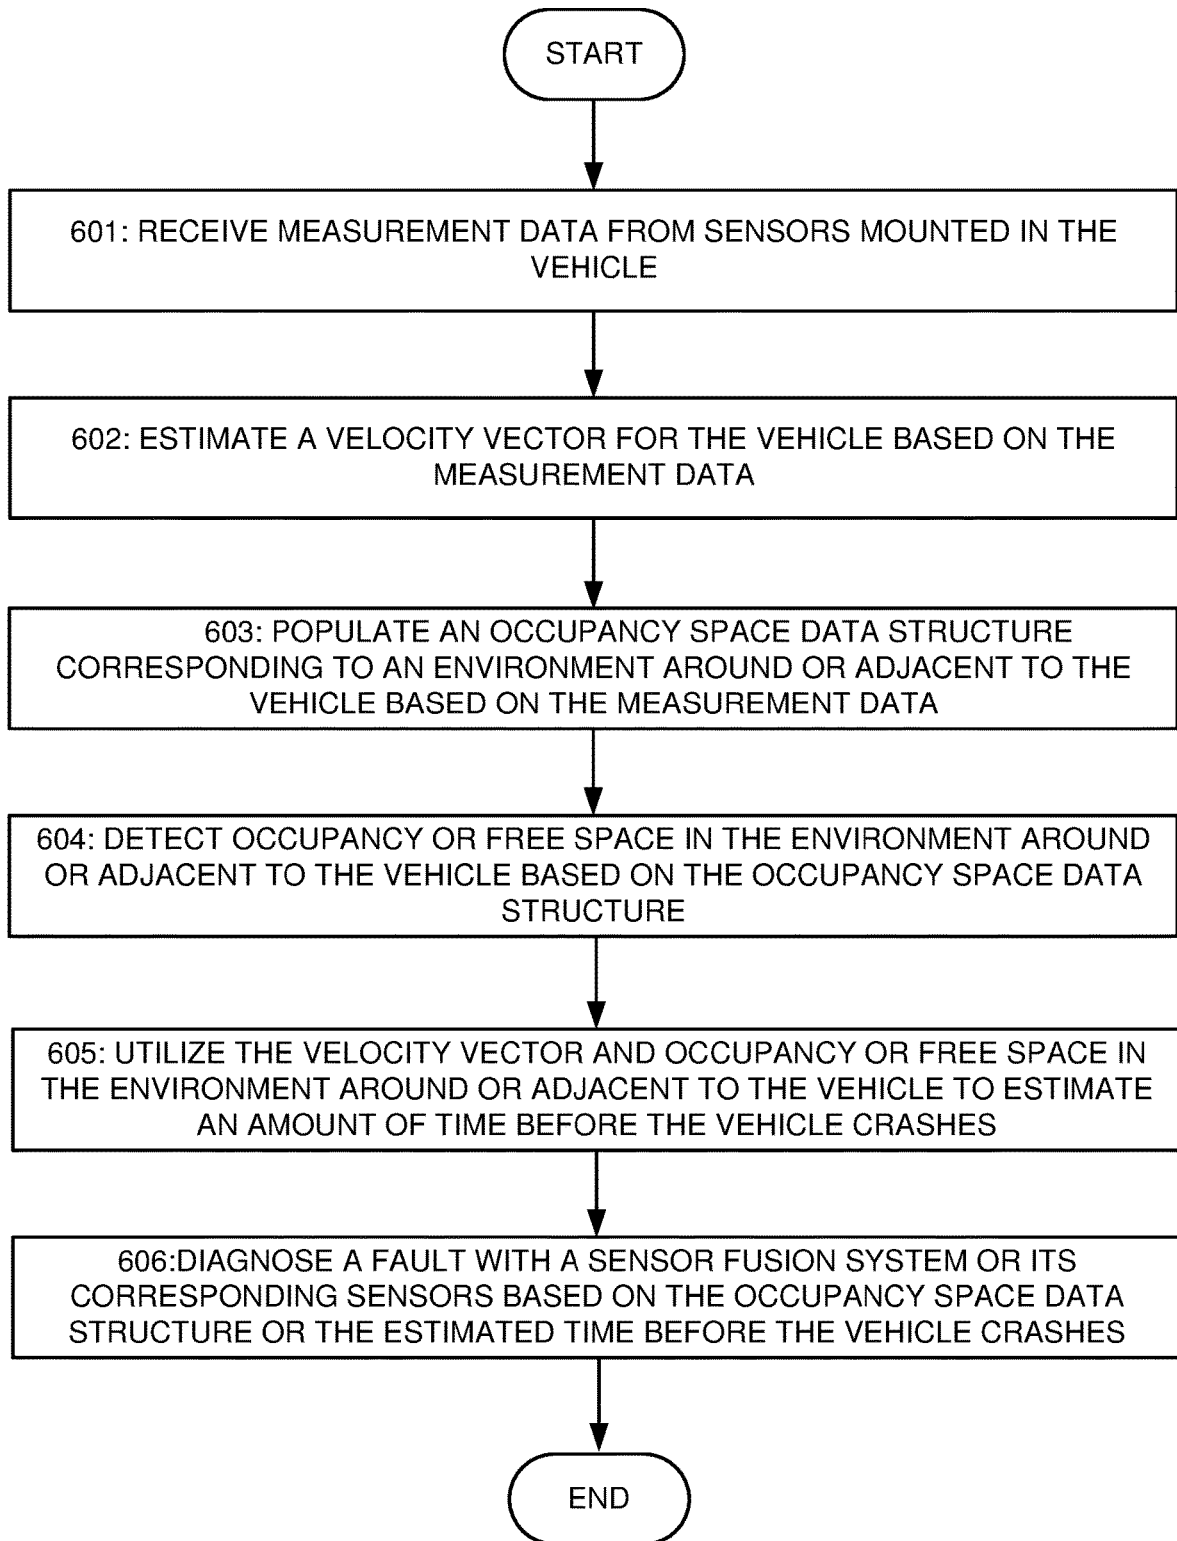 START
601: RECEIVE MEASUREMENT DATA FROM SENSORS MOUNTED IN THE
VEHICLE
602: ESTIMATE A VELOCITY VECTOR FOR THE VEHICLE BASED ON THE
MEASUREMENT DATA
603: POPULATE AN OCCUPANCY SPACE DATA STRUCTURE
CORRESPONDING TO AN ENVIRONMENT AROUND OR ADJACENT TO THE
VEHICLE BASED ON THE MEASUREMENT DATA
604: DETECT OCCUPANCY OR FREE SPACE IN THE ENVIRONMENT AROUND
OR ADJACENT TO THE VEHICLE BASED ON THE OCCUPANCY SPACE DATA
STRUCTURE
605: UTILIZE THE VELOCITY VECTOR AND OCCUPANCY OR FREE SPACE IN
THE ENVIRONMENT AROUND OR ADJACENT TO THE VEHICLE TO ESTIMATE
AN AMOUNT OF TIME BEFORE THE VEHICLE CRASHES
606:DIAGNOSE A FAULT WITH A SENSOR FUSION SYSTEM OR ITS
CORRESPONDING SENSORS BASED ON THE OCCUPANCY SPACE DATA
STRUCTURE OR THE ESTIMATED TIME BEFORE THE VEHICLE CRASHES
END